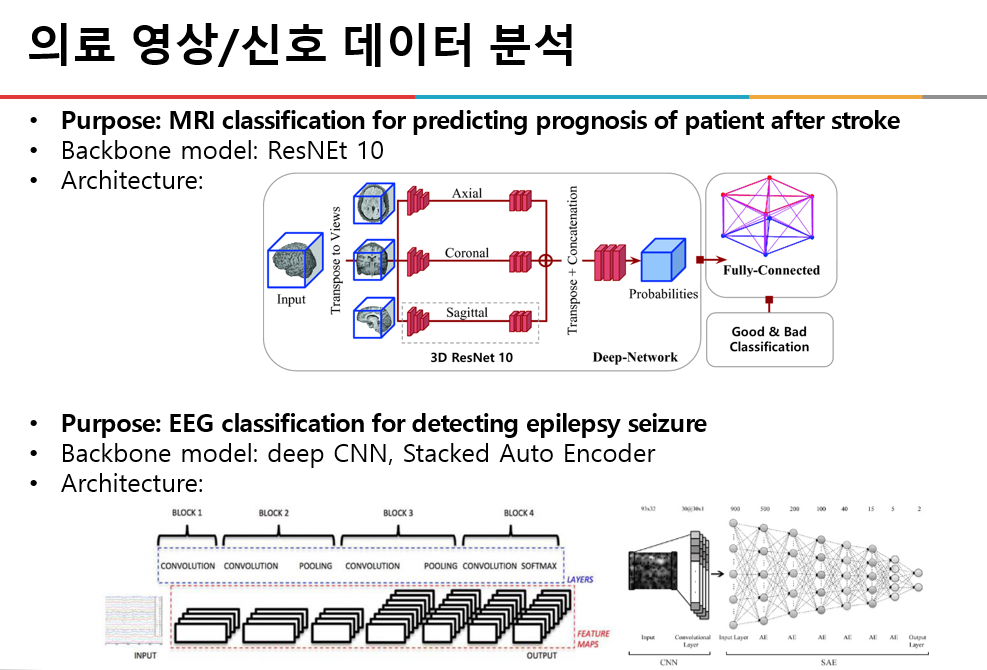 의료 영상/신호 데이터 분석
• Purpose: MRI classification for predicting prognosis of patient after stroke
• Backbone model: ResNEt 10
• Architecture:
Input
Transpose to Views
Axial
Coronal
Sagittal
3D ResNet 10
Transpose + Concatenation
Probabilities
Deep-Network
Fully-Connected
Good & Bad
Classification
• Purpose: EEG classification for detecting epilepsy seizure
• Backbone model: deep CNN, Stacked Auto Encoder
• Architecture:
BLOCK 1 BLOCK 2 BLOCK 3 BLOCK 4
CONVOLUTION CONVOLUTION POOLING CONVOLUTION POOLING CONVOLUTION SOFTMAX
LAYERS
FEATURE
MAPS
INPUT OUTPUT
93x32 30@30x1 900 500 200 100 40 15 5 2
Input Convolutional Layer Input Layer AE AE AE AE AE AE Output Layer
CNN SAE